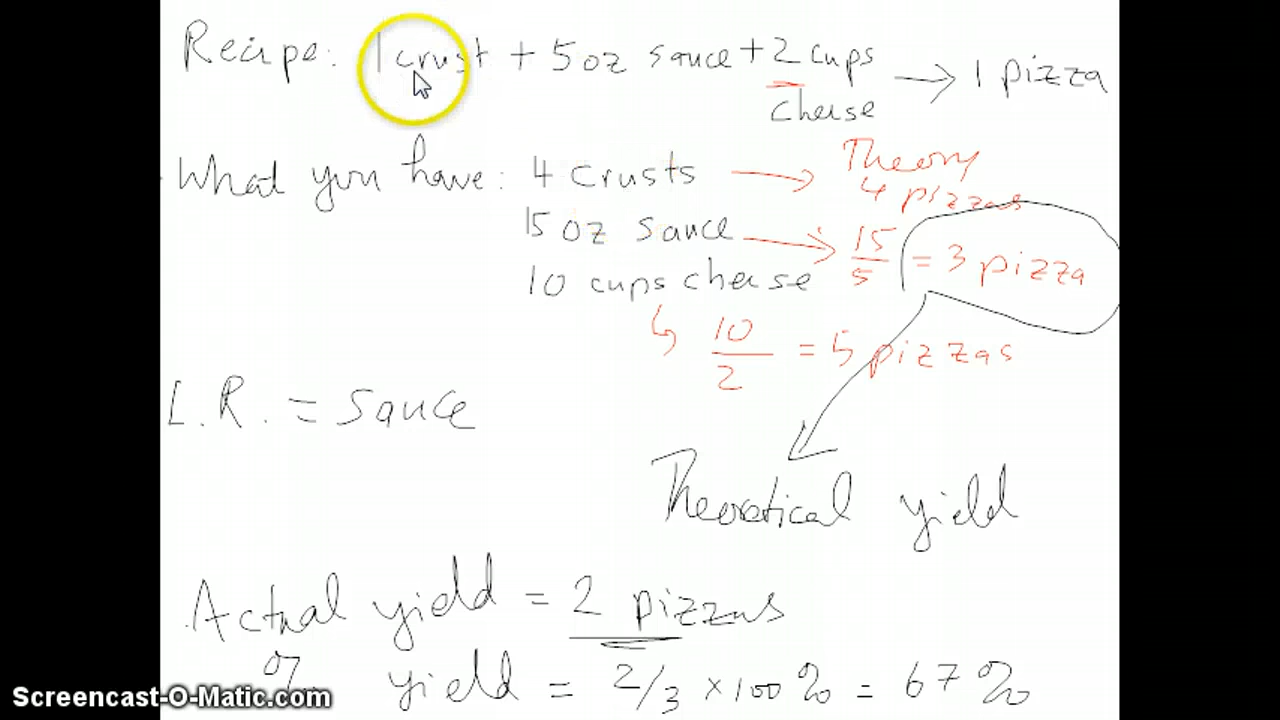 Recipe: 1 crust + 5 oz sauce + 2 cups cheese → 1 pizza
What you have: 4 crusts → Theory 4 pizzas
15 oz sauce → 15/5 = 3 pizza
10 cups cheese
↳ 10/2 = 5 pizzas
L.R. = sauce
Theoretical yield
Actual yield = 2 pizzas
% yield = 2/3 × 100% = 67%
Screencast-O-Matic.com